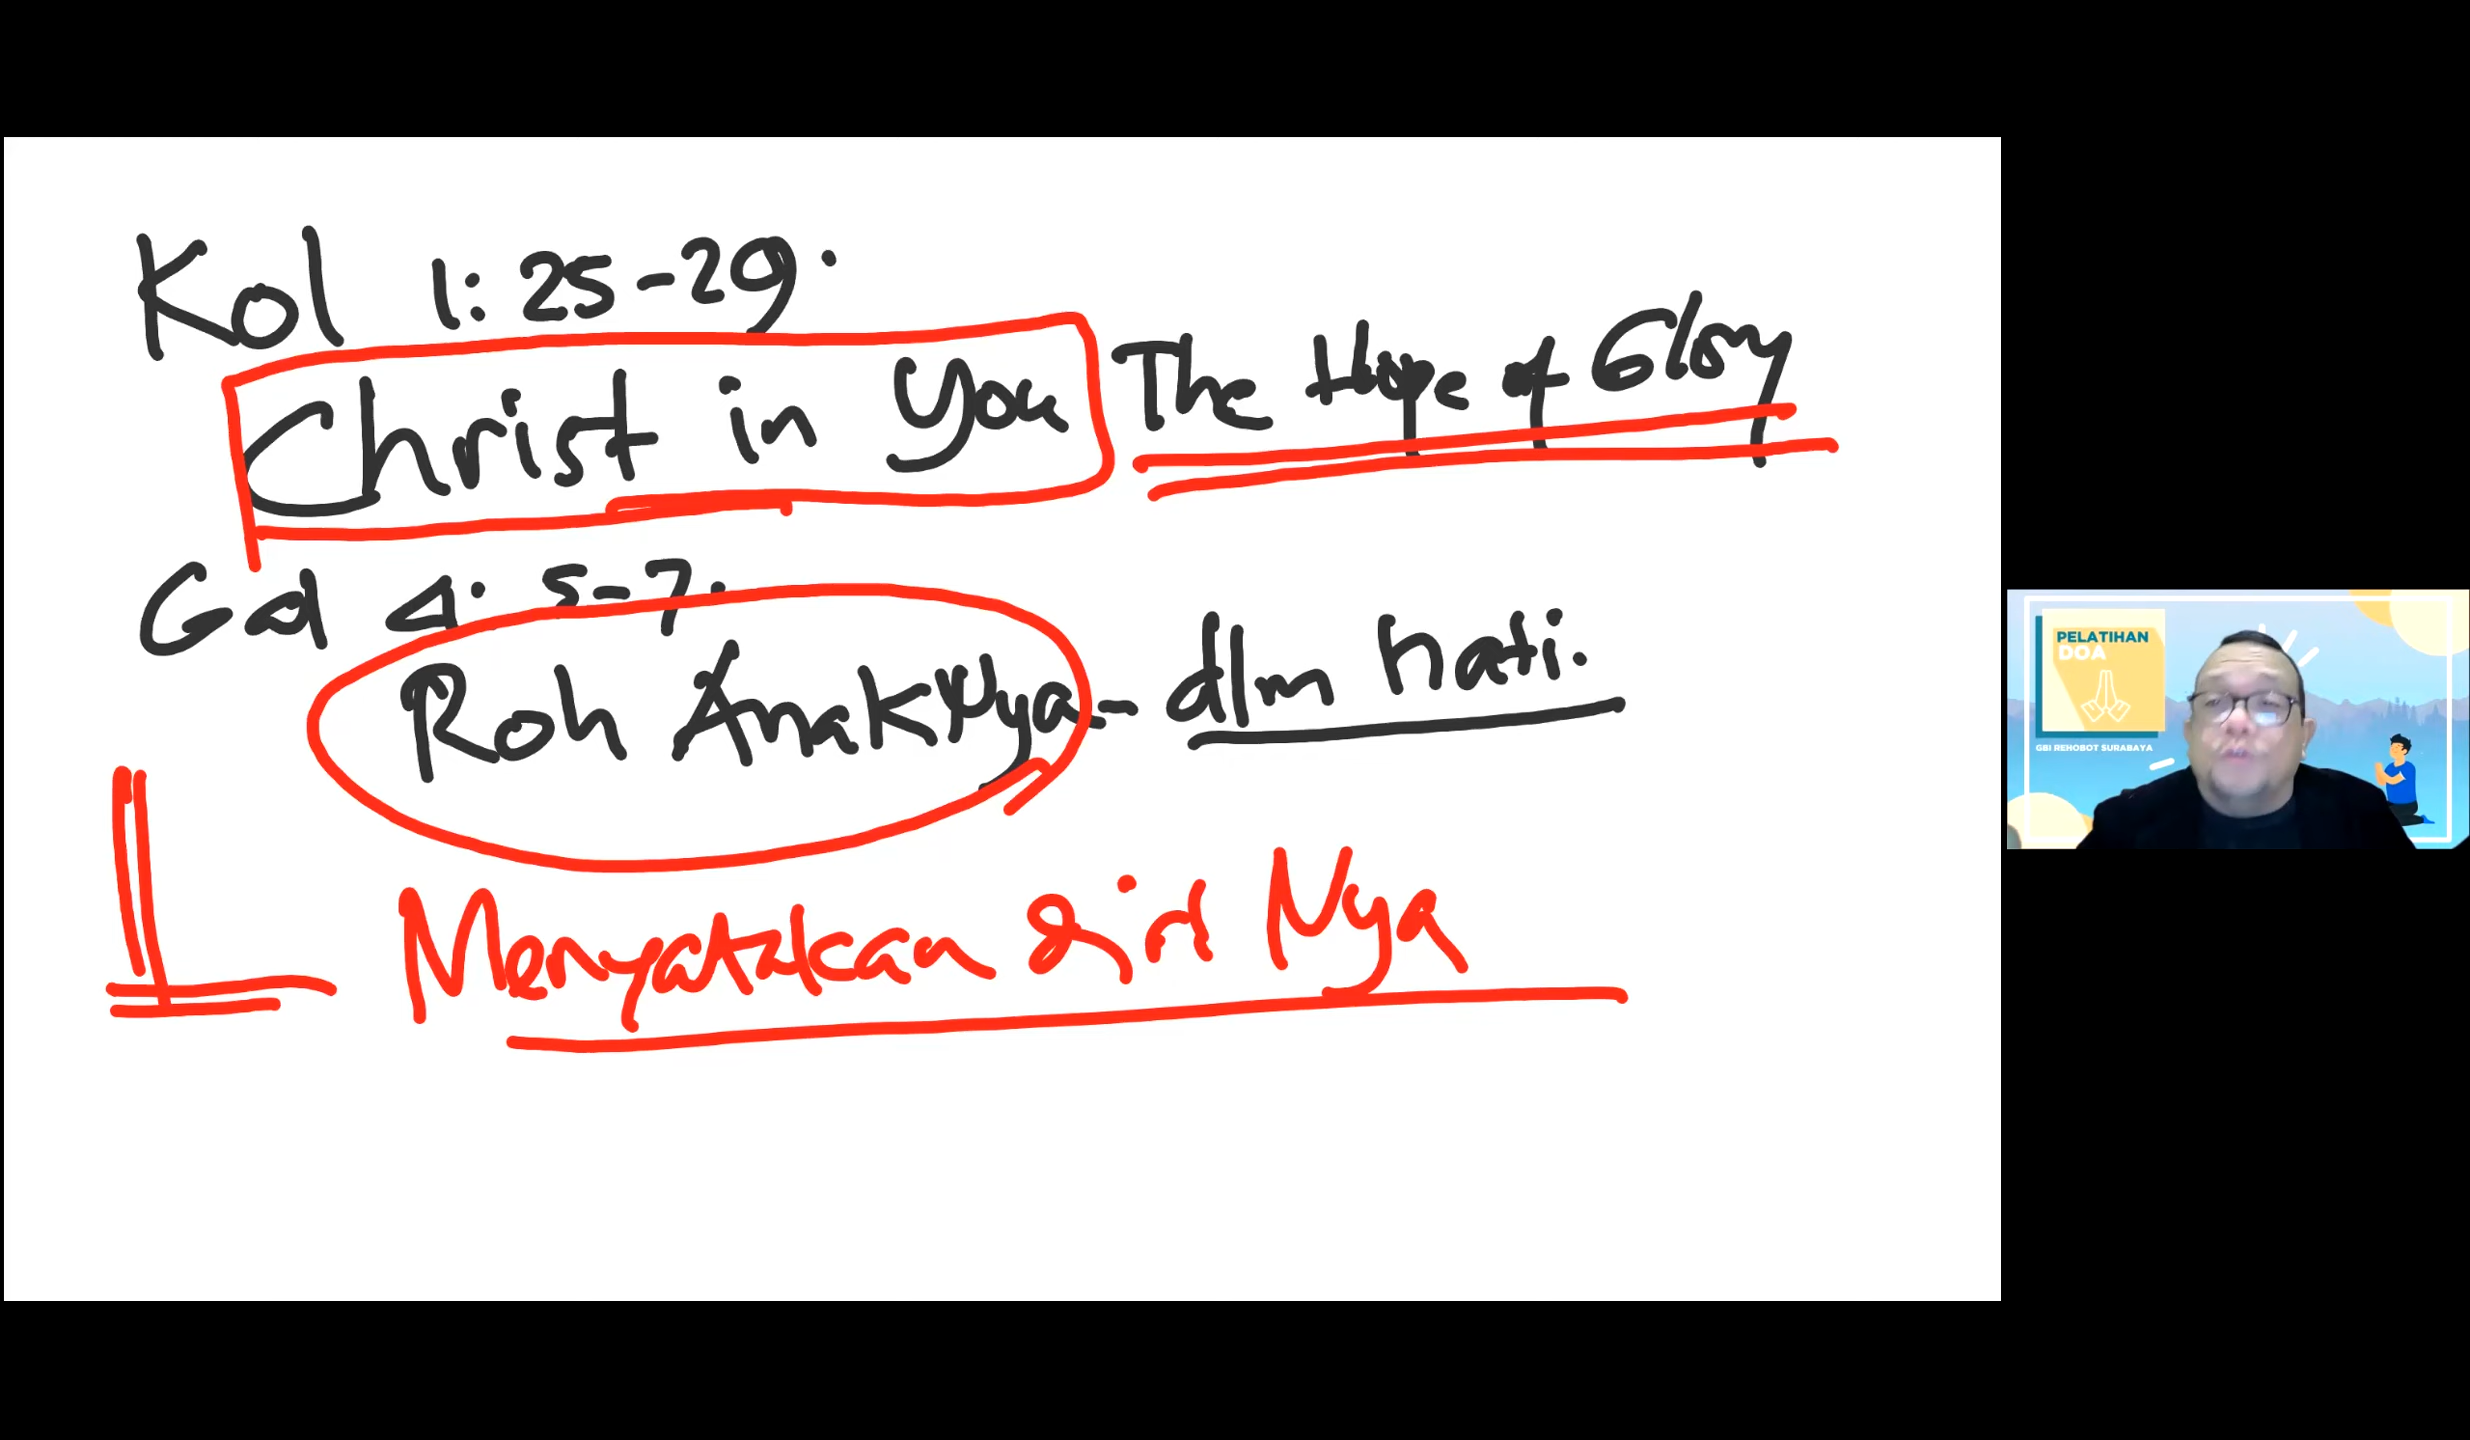 Kol 1: 25-29.
Christ in you The Hope of Glory
Gal 4: 5-7.
Roh AnakNya - dlm hati.
Menyatakan diri Nya
PELATIHAN
DOA
GBI REHOBOT SURABAYA